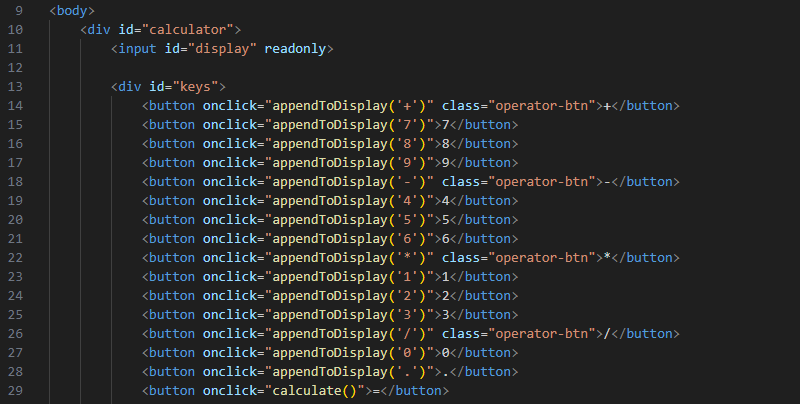 9 <body>
10 <div id="calculator">
11 <input id="display" readonly>
12
13 <div id="keys">
14 <button onclick="appendToDisplay('+')" class="operator-btn">+</button>
15 <button onclick="appendToDisplay('7')">7</button>
16 <button onclick="appendToDisplay('8')">8</button>
17 <button onclick="appendToDisplay('9')">9</button>
18 <button onclick="appendToDisplay('-')" class="operator-btn">-</button>
19 <button onclick="appendToDisplay('4')">4</button>
20 <button onclick="appendToDisplay('5')">5</button>
21 <button onclick="appendToDisplay('6')">6</button>
22 <button onclick="appendToDisplay('*')" class="operator-btn">*</button>
23 <button onclick="appendToDisplay('1')">1</button>
24 <button onclick="appendToDisplay('2')">2</button>
25 <button onclick="appendToDisplay('3')">3</button>
26 <button onclick="appendToDisplay('/')" class="operator-btn">/</button>
27 <button onclick="appendToDisplay('0')">0</button>
28 <button onclick="appendToDisplay('.')">.</button>
29 <button onclick="calculate()">=</button>